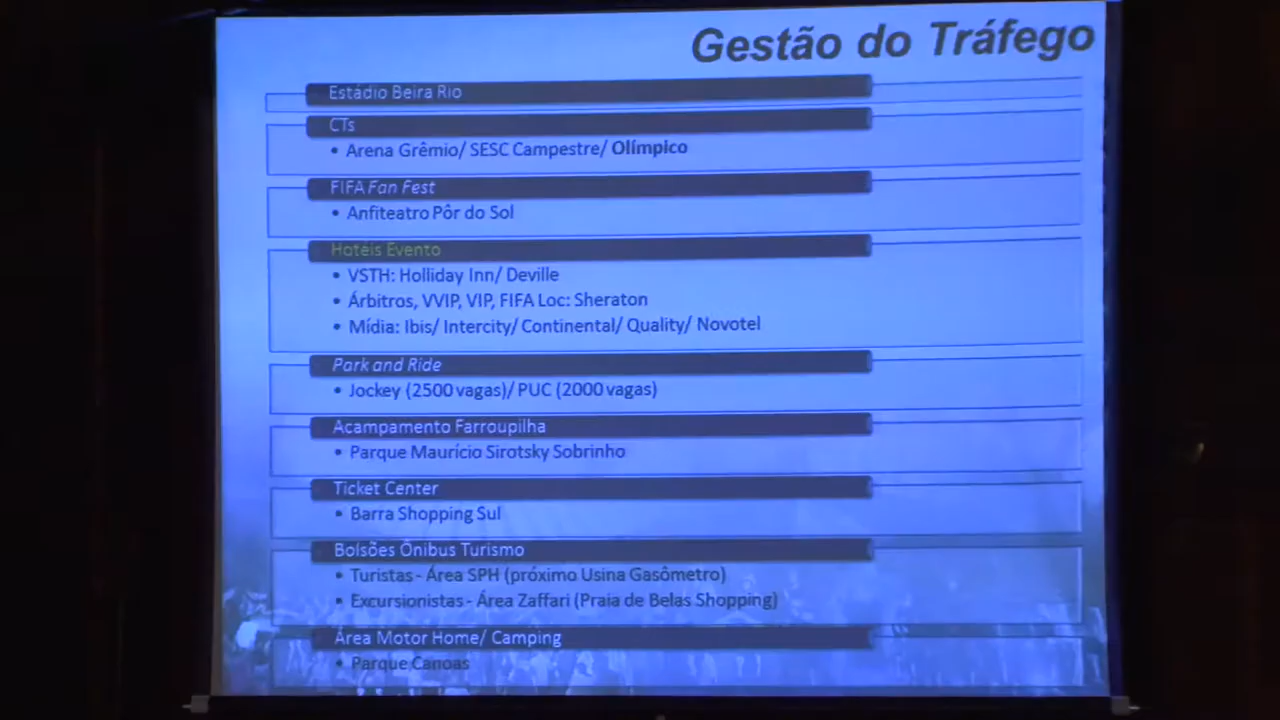 Gestão do Tráfego
Estádio Beira Rio
CTs
• Arena Grêmio/ SESC Campestre/ Olímpico
FIFA Fan Fest
• Anfiteatro Pôr do Sol
Hotéis Evento
• VSTH: Holliday Inn/ Deville
• Árbitros, VVIP, VIP, FIFA Loc: Sheraton
• Mídia: Ibis/ Intercity/ Continental/ Quality/ Novotel
Park and Ride
• Jockey (2500 vagas)/ PUC (2000 vagas)
Acampamento Farroupilha
• Parque Maurício Sirotsky Sobrinho
Ticket Center
• Barra Shopping Sul
Bolsões Ônibus Turismo
• Turistas - Área SPH (próximo Usina Gasômetro)
• Excursionistas - Área Zaffari (Praia de Belas Shopping)
Área Motor Home/ Camping
• Parque Canoas